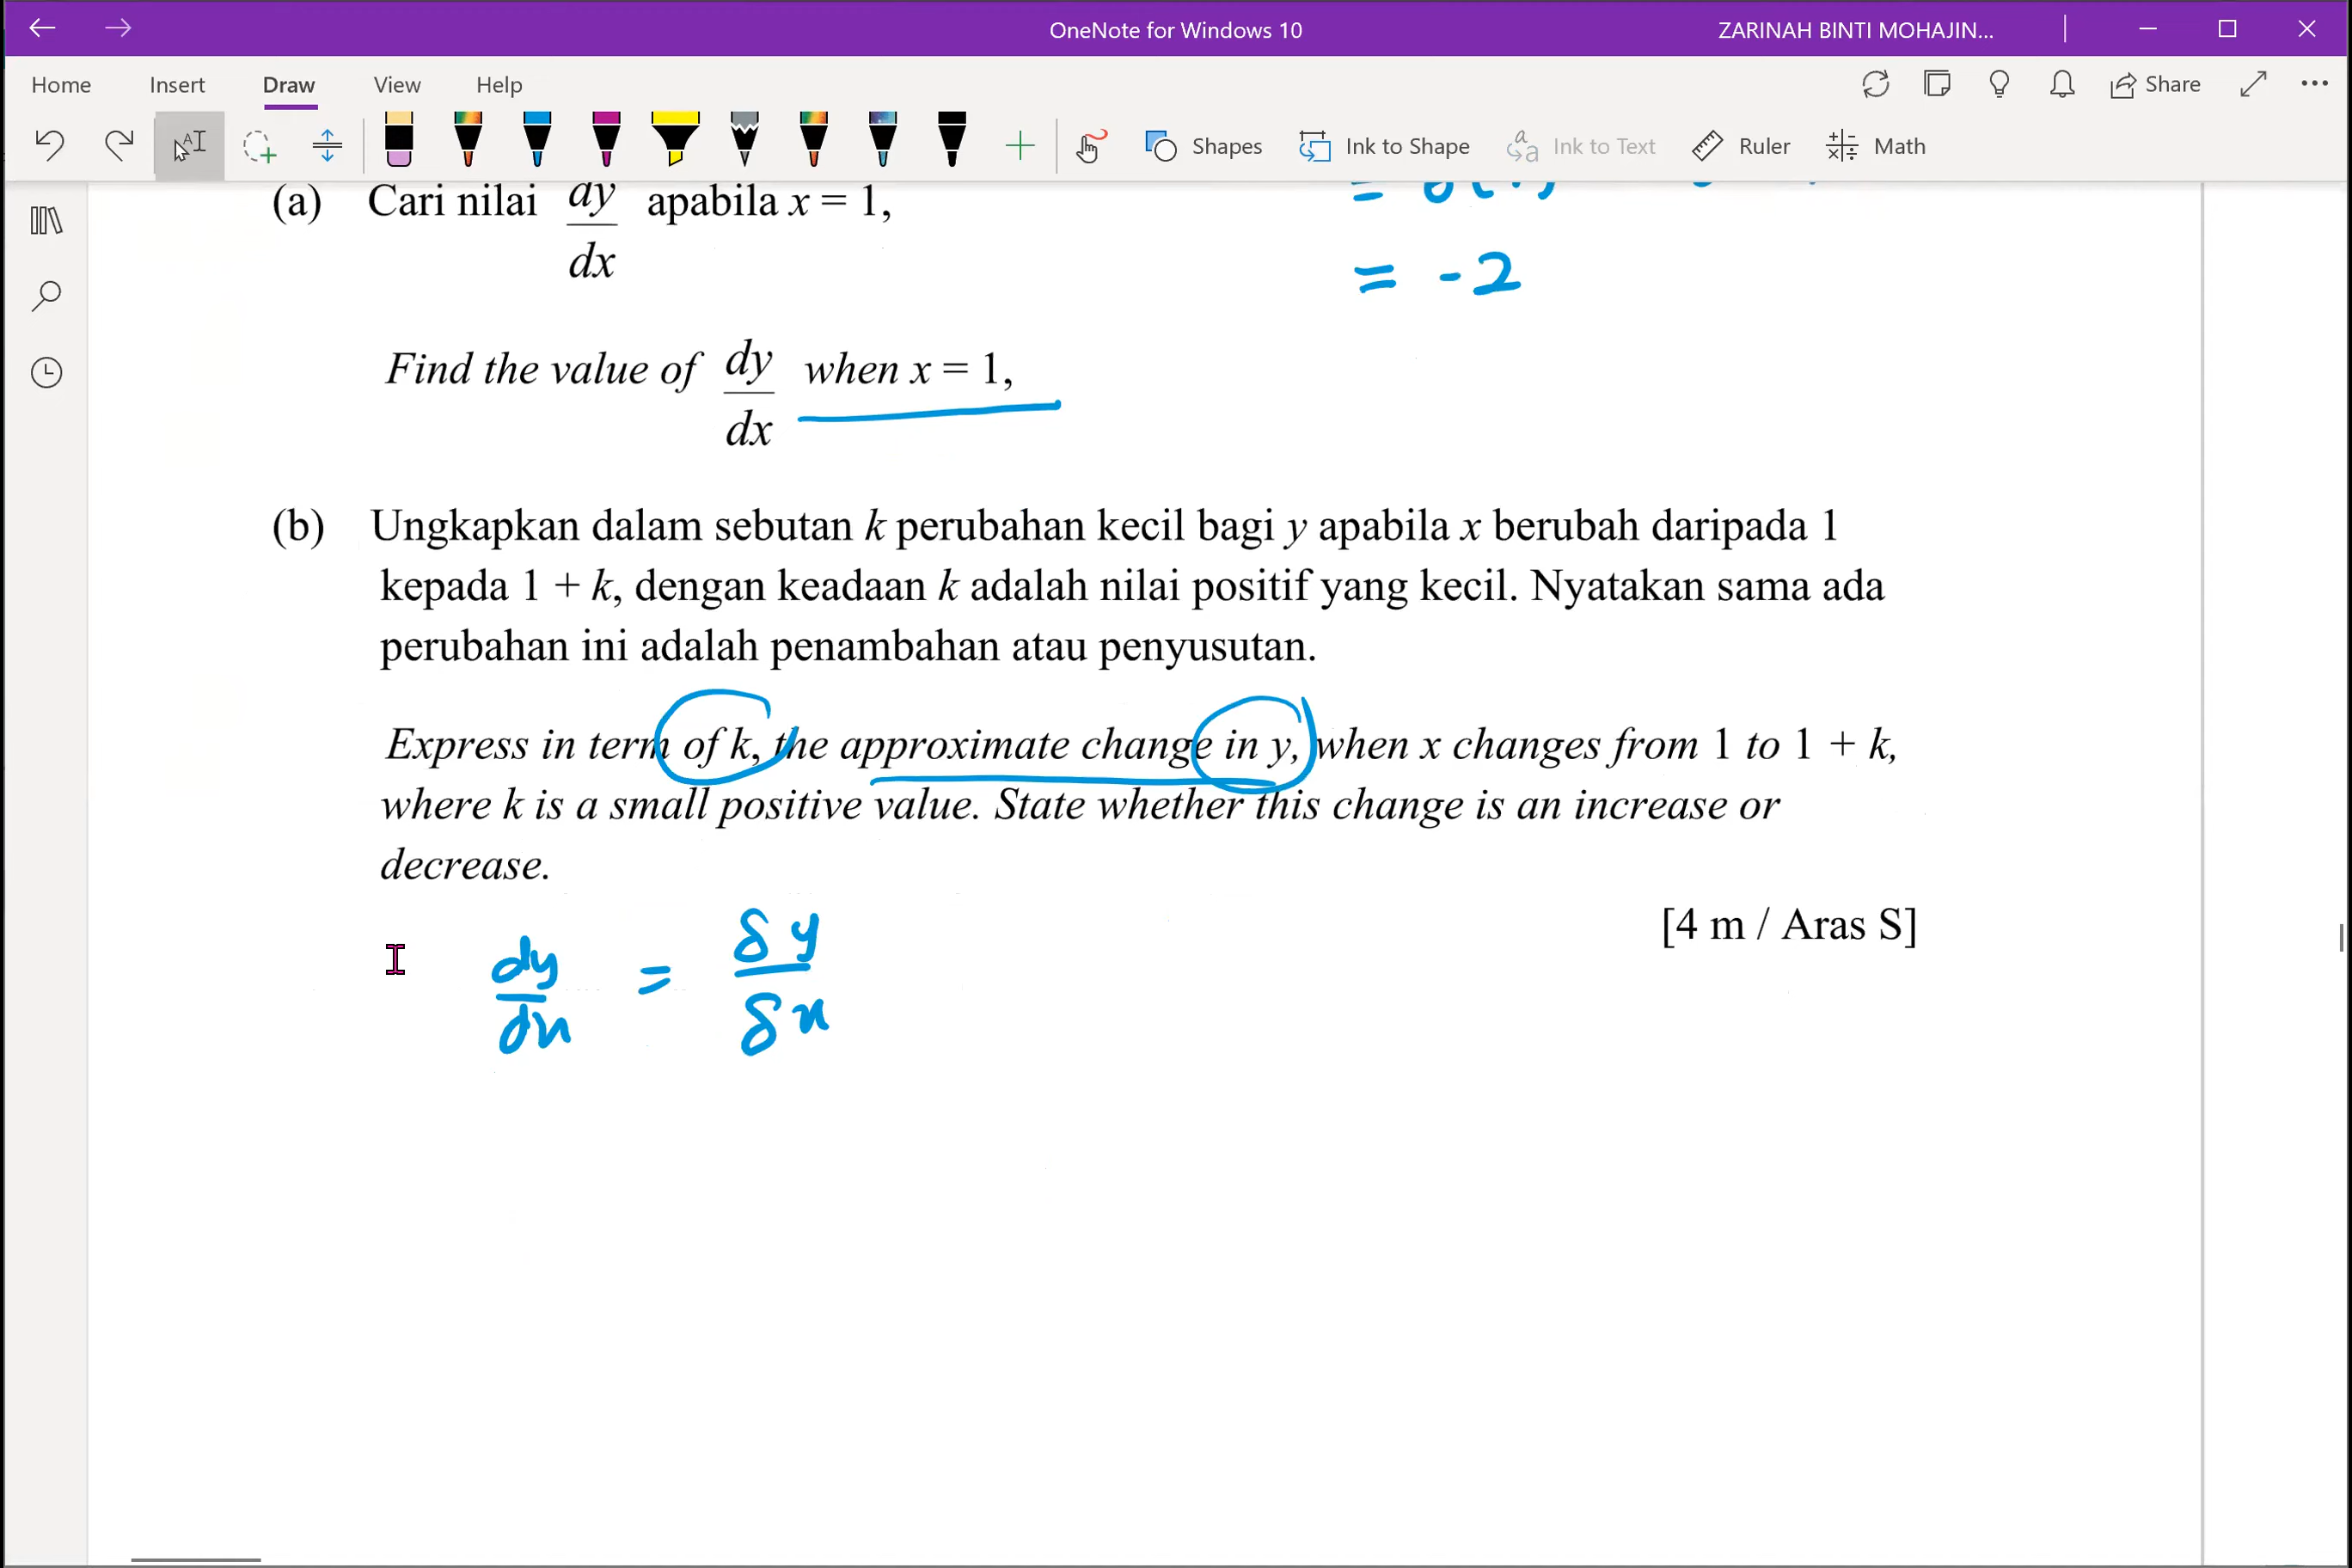 OneNote for Windows 10
ZARINAH BINTI MOHAJIN...
Home Insert Draw View Help
Share
Shapes Ink to Shape Ink to Text Ruler Math
(a) Cari nilai dy/dx apabila x = 1,
= -2
Find the value of dy/dx when x = 1,
(b) Ungkapkan dalam sebutan k perubahan kecil bagi y apabila x berubah daripada 1
kepada 1 + k, dengan keadaan k adalah nilai positif yang kecil. Nyatakan sama ada
perubahan ini adalah penambahan atau penyusutan.
Express in term of k, the approximate change in y, when x changes from 1 to 1 + k,
where k is a small positive value. State whether this change is an increase or
decrease.
[4 m / Aras S]
dy/dx = δy/δx